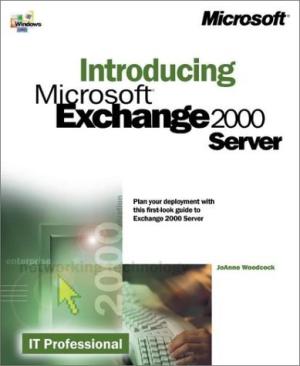 Windows
Microsoft
Introducing
Microsoft
Exchange 2000
Server
Plan your deployment with
this first-look guide to
Exchange 2000 Server
JoAnne Woodcock
enterprise
networking technology
2000
IT Professional